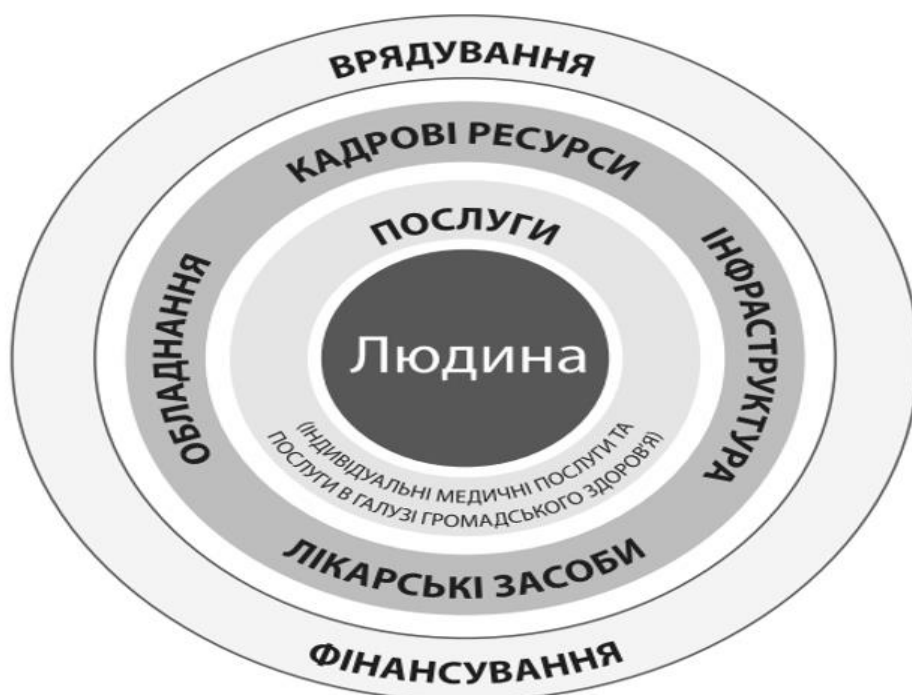 ВРЯДУВАННЯ
КАДРОВІ РЕСУРСИ
ПОСЛУГИ
ОБЛАДНАННЯ
ІНФРАСТРУКТУРА
Людина
(ІНДИВІДУАЛЬНІ МЕДИЧНІ ПОСЛУГИ ТА
ПОСЛУГИ В ГАЛУЗІ ГРОМАДСЬКОГО ЗДОРОВ'Я)
ЛІКАРСЬКІ ЗАСОБИ
ФІНАНСУВАННЯ